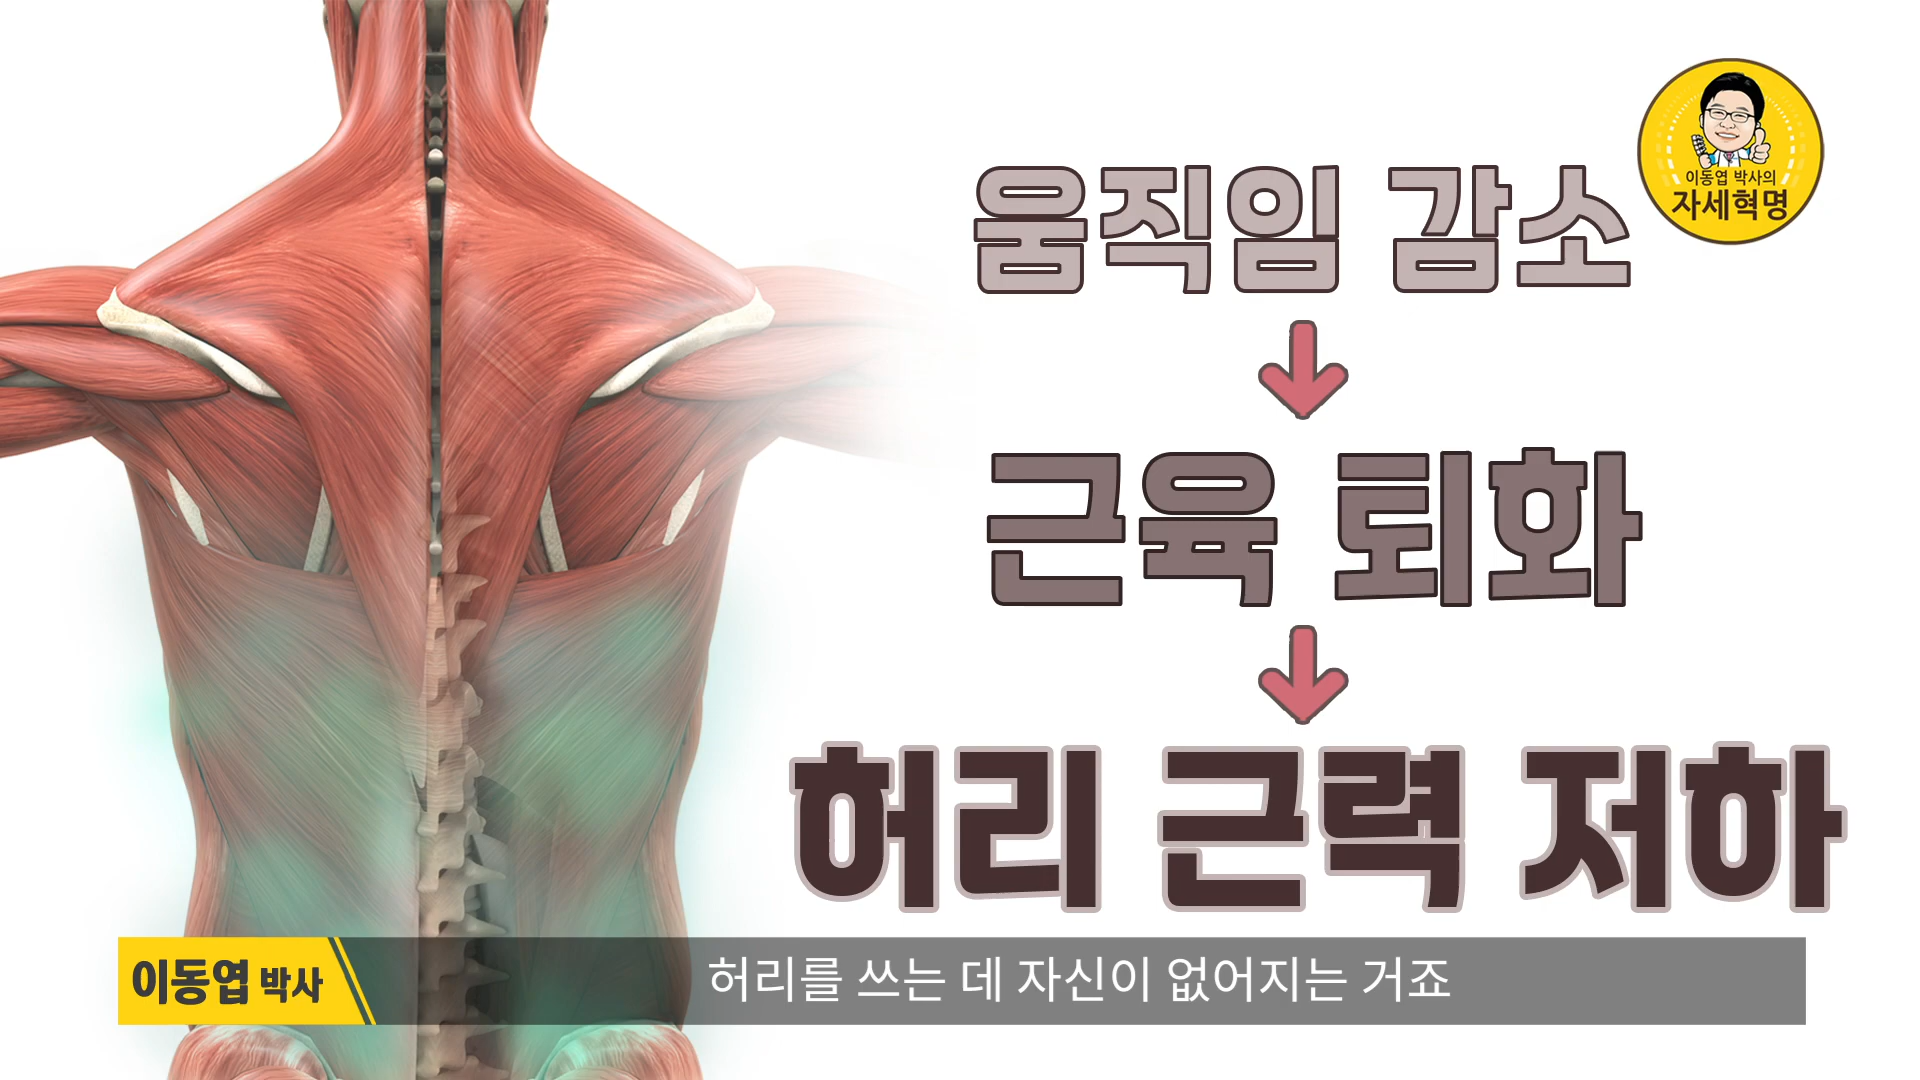 이동엽 박사의
자세혁명
움직임 감소
근육 퇴화
허리 근력 저하
이동엽 박사
허리를 쓰는 데 자신이 없어지는 거죠